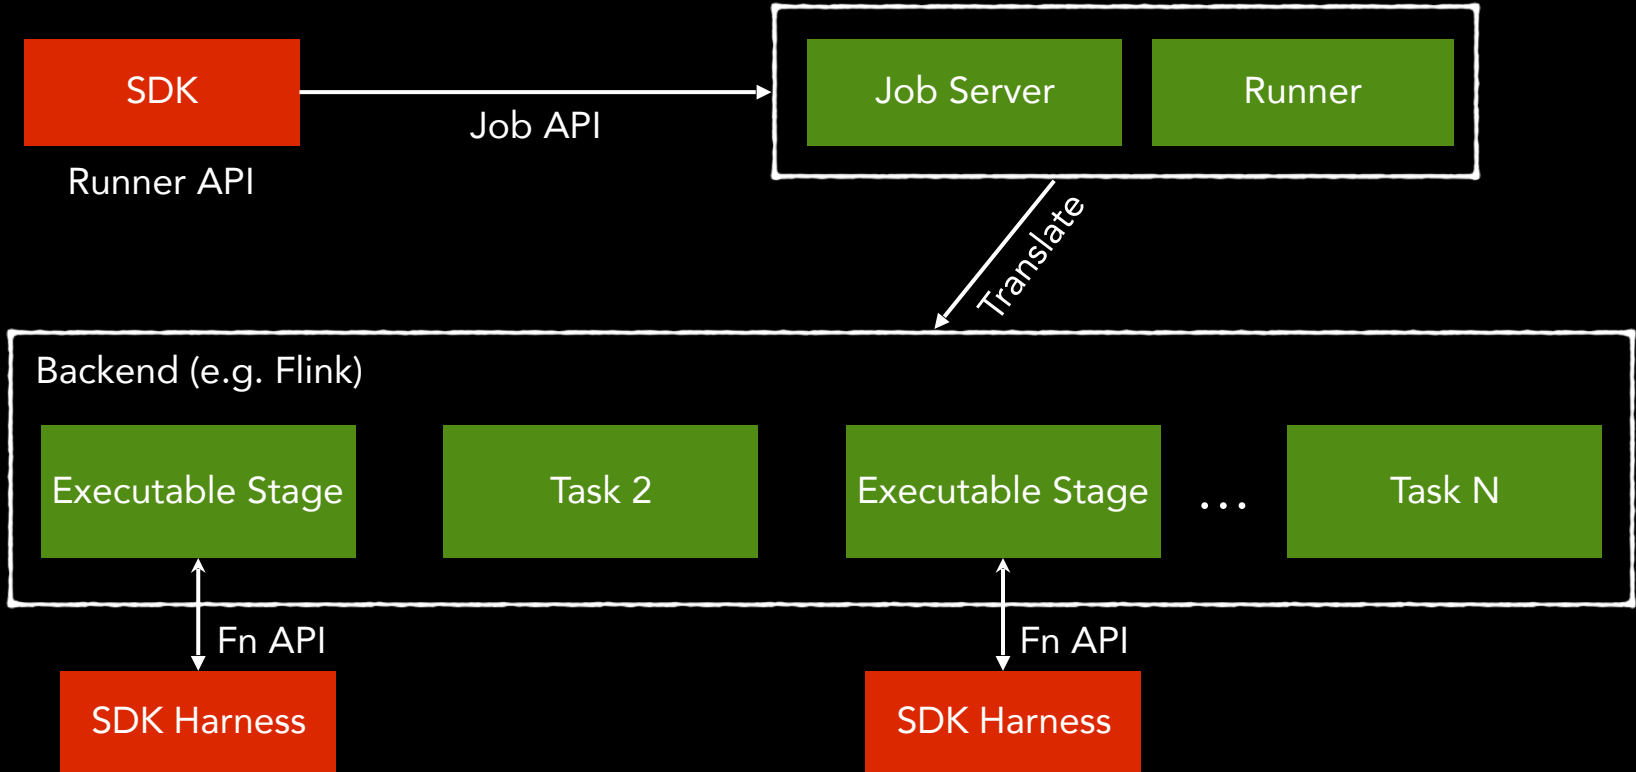 SDK
Job Server
Runner
Job API
Runner API
Translate
Backend (e.g. Flink)
Executable Stage
Task 2
Executable Stage
...
Task N
Fn API
Fn API
SDK Harness
SDK Harness